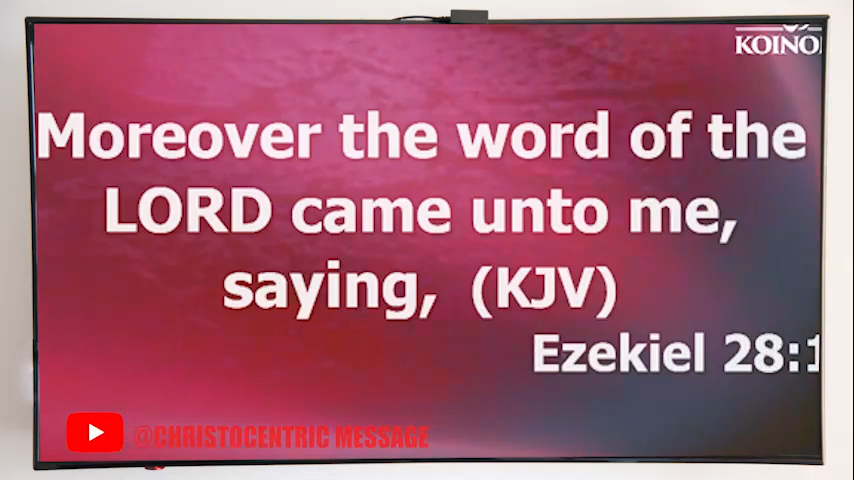 KOINO
Moreover the word of the
LORD came unto me,
saying, (KJV)
Ezekiel 28:1
@CHRISTOCENTRIC MESSAGE